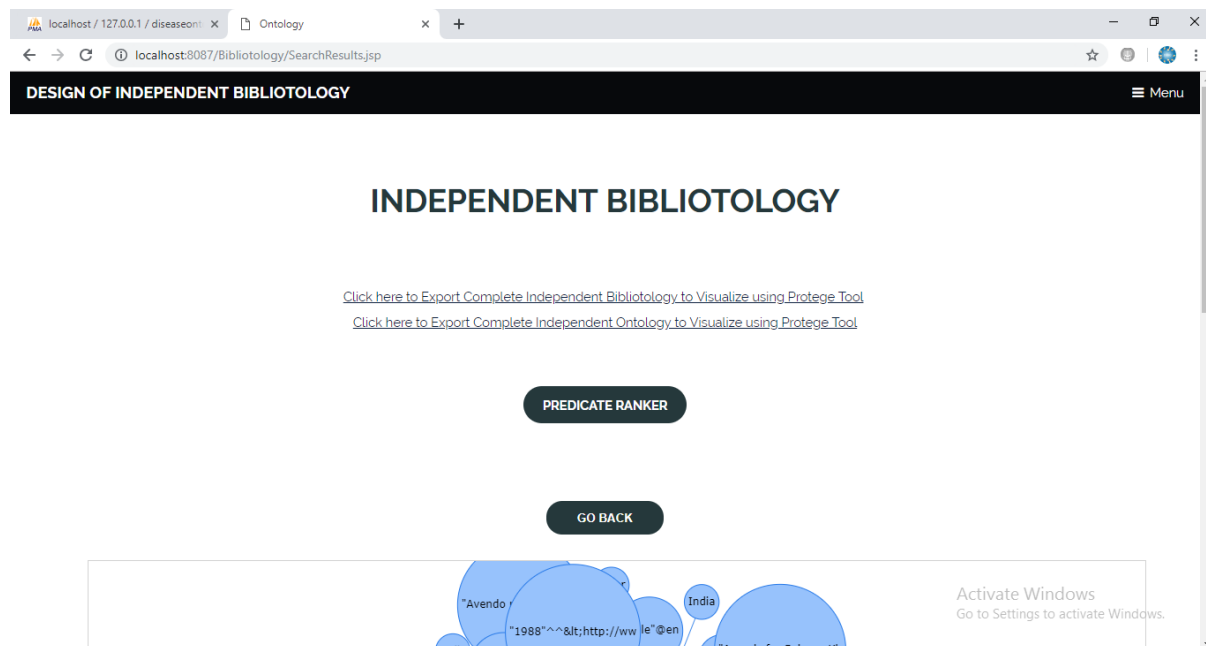 localhost / 127.0.0.1 / diseaseont
Ontology
localhost:8087/Bibliotology/SearchResults.jsp
DESIGN OF INDEPENDENT BIBLIOTOLOGY
Menu
INDEPENDENT BIBLIOTOLOGY
Click here to Export Complete Independent Bibliotology to Visualize using Protege Tool
Click here to Export Complete Independent Ontology to Visualize using Protege Tool
PREDICATE RANKER
GO BACK
"Avendo
India
"1988"^^&lt;http://ww
le"@en
Activate Windows
Go to Settings to activate Windows.